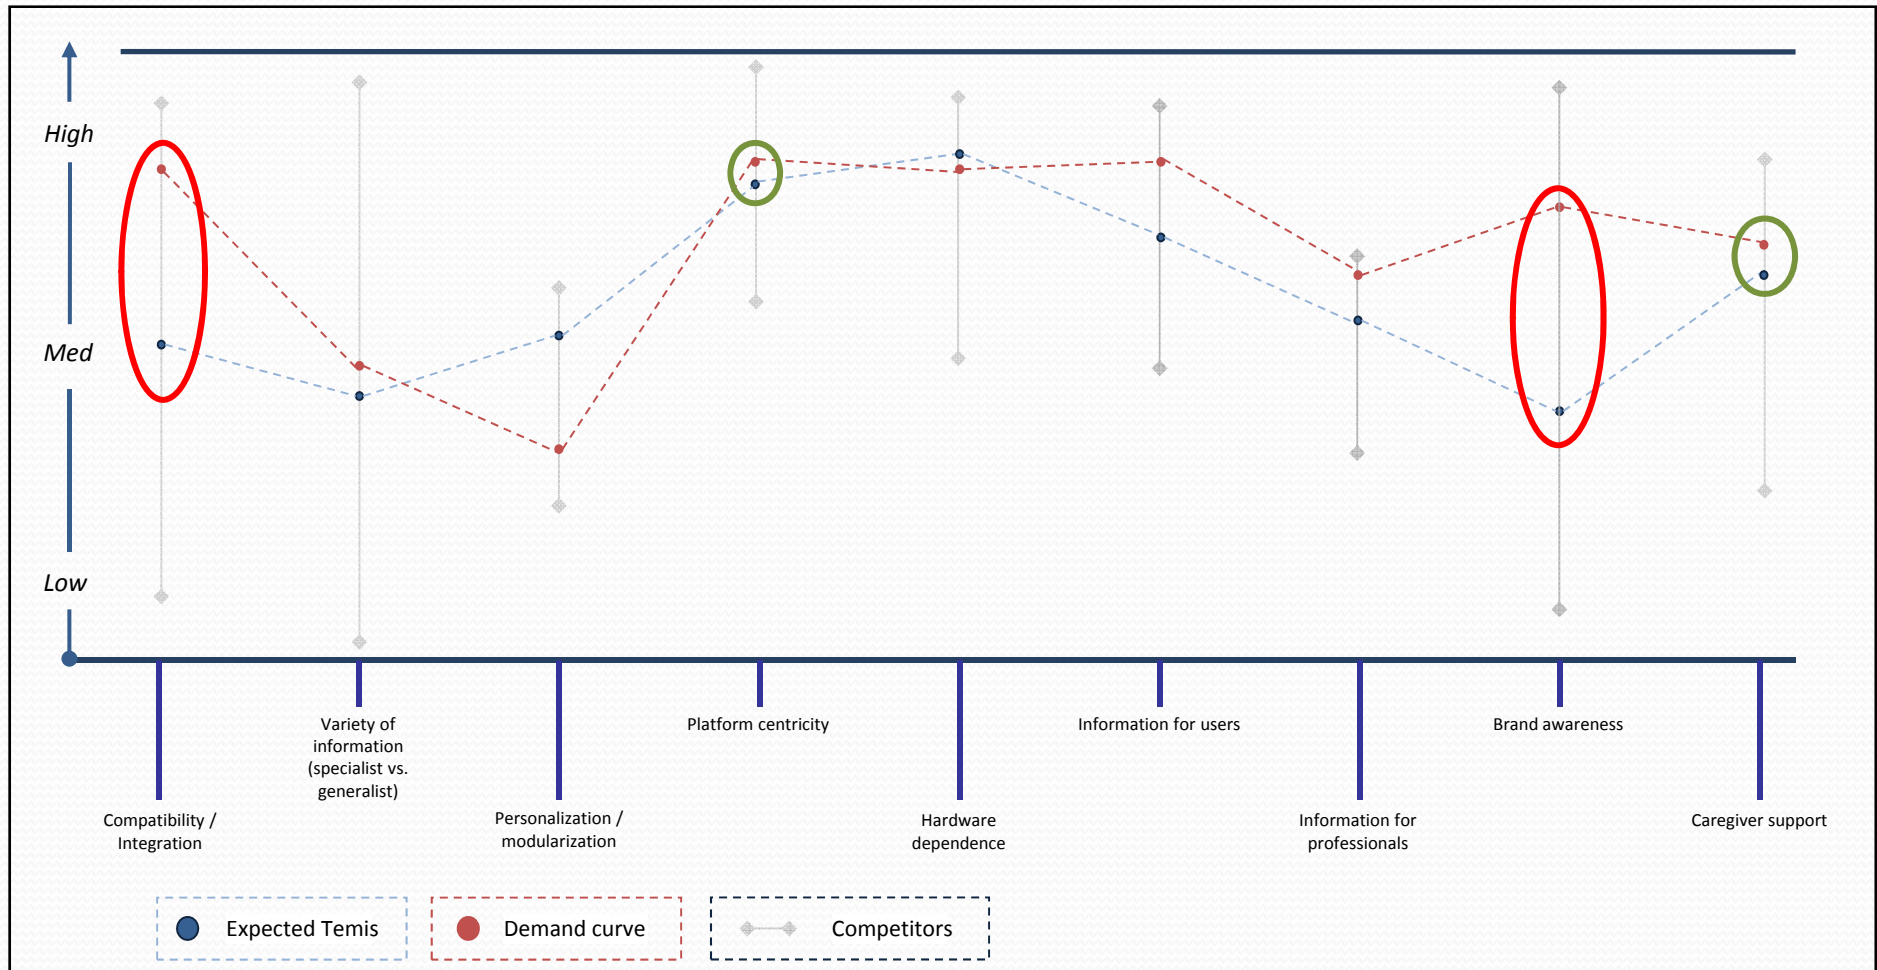 High
Med
Low
Variety of
information
(specialist vs.
generalist)
Platform centricity
Information for users
Brand awareness
Compatibility /
Integration
Personalization /
modularization
Hardware
dependence
Information for
professionals
Caregiver support
Expected Temis
Demand curve
Competitors